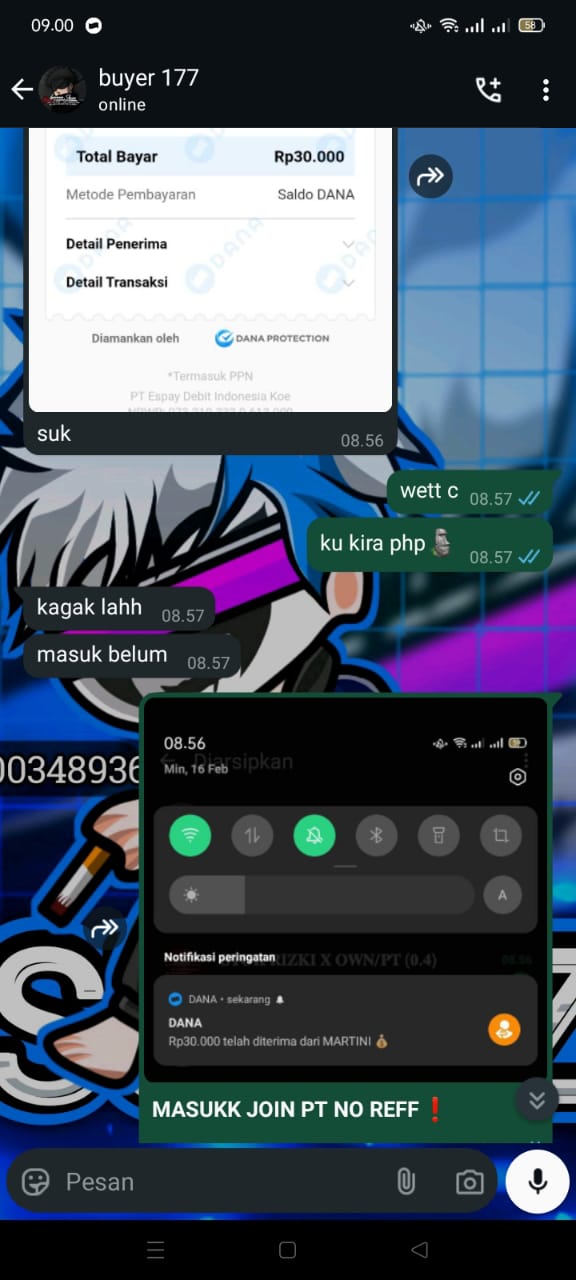 09.00
58
buyer 177
online
Total Bayar Rp30.000
Metode Pembayaran Saldo DANA
Detail Penerima
Detail Transaksi
Diamankan oleh DANA PROTECTION
*Termasuk PPN
PT Espay Debit Indonesia Koe
suk 08.56
wett c 08.57
ku kira php🗿 08.57
kagak lahh 08.57
masuk belum 08.57
00348936
08.56
Min, 16 Feb
Diarsipkan
A
Notifikasi peringatan
RIZKI X OWN/PT (0.4) 08.56
DANA • sekarang
DANA
Rp30.000 telah diterima dari MARTINI 💰
MASUKK JOIN PT NO REFF❗
Pesan